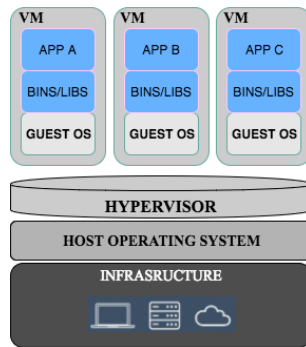 VM VM VM
APP A APP B APP C
BINS/LIBS BINS/LIBS BINS/LIBS
GUEST OS GUEST OS GUEST OS
HYPERVISOR
HOST OPERATING SYSTEM
INFRASRUCTURE